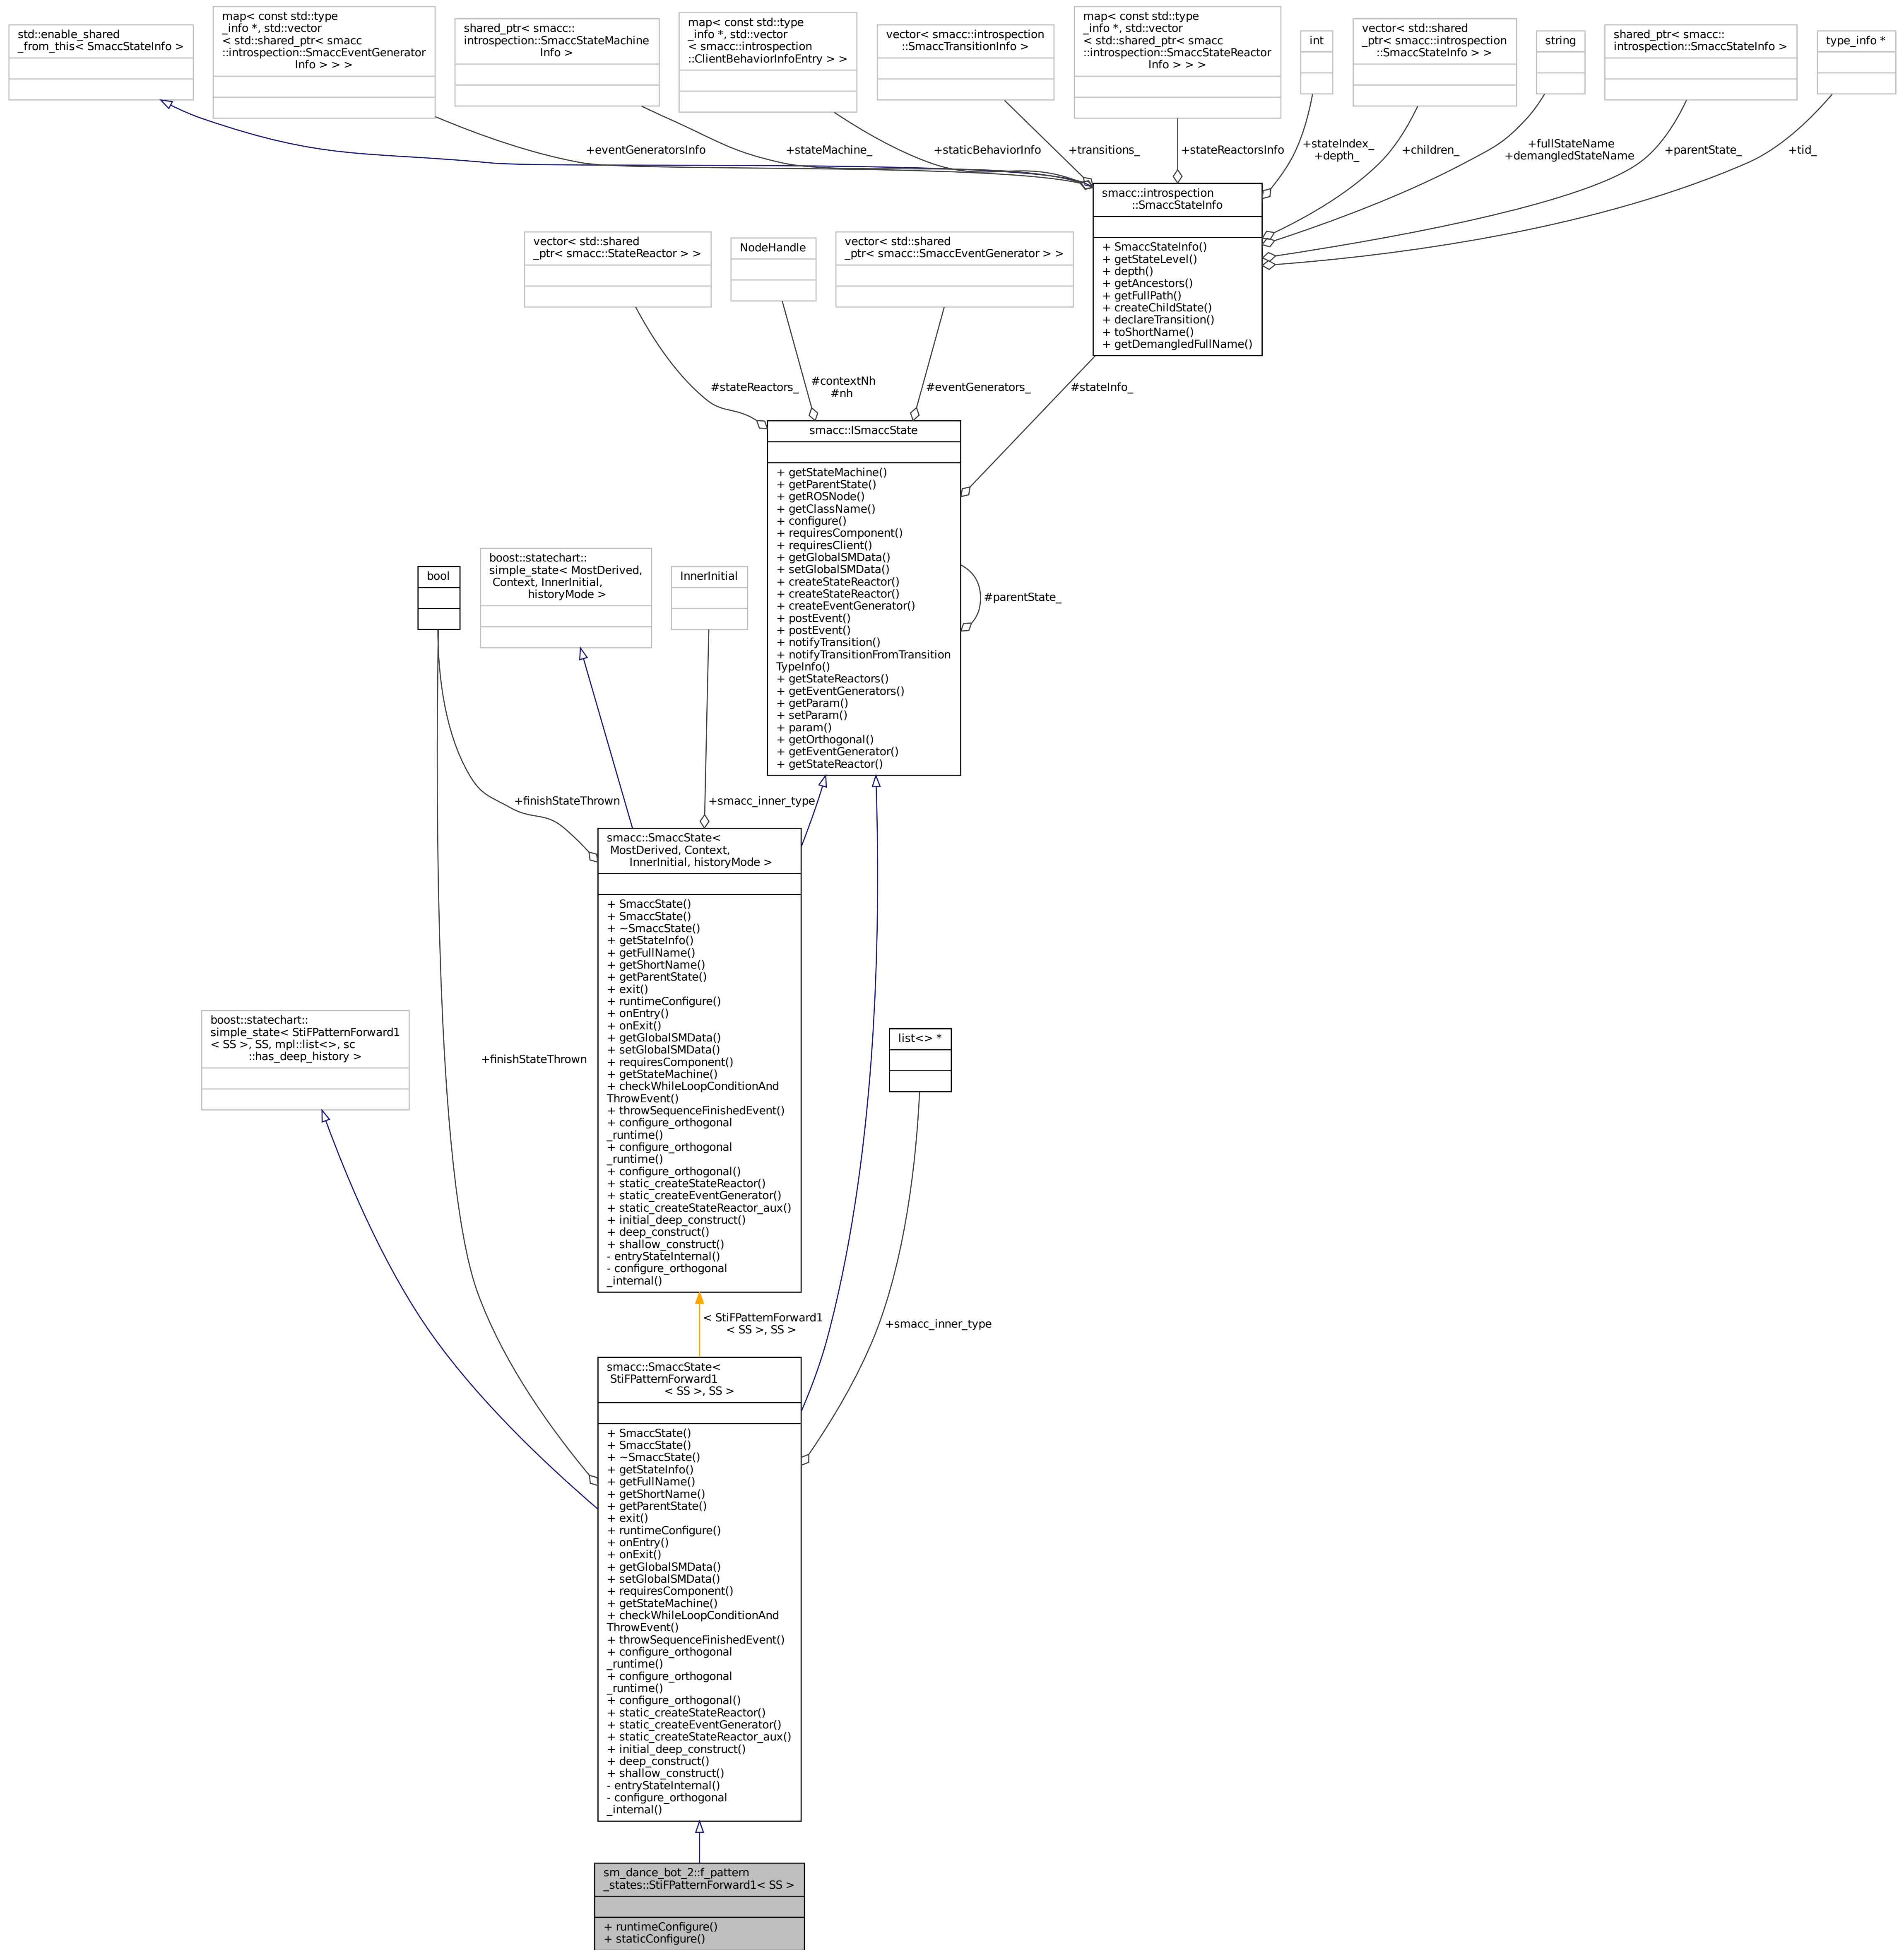 std::enable_shared
_from_this< SmaccStateInfo >
map< const std::type
_info *, std::vector
< std::shared_ptr< smacc
::introspection::SmaccEventGenerator
Info > > >
shared_ptr< smacc::
introspection::SmaccStateMachine
Info >
map< const std::type
_info *, std::vector
< smacc::introspection
::ClientBehaviorInfoEntry > >
vector< smacc::introspection
::SmaccTransitionInfo >
map< const std::type
_info *, std::vector
< std::shared_ptr< smacc
::introspection::SmaccStateReactor
Info > > >
int
vector< std::shared
_ptr< smacc::introspection
::SmaccStateInfo > >
string
shared_ptr< smacc::
introspection::SmaccStateInfo >
type_info *
+eventGeneratorsInfo
+stateMachine_
+staticBehaviorInfo
+transitions_
+stateReactorsInfo
+stateIndex_
+depth_
+children_
+fullStateName
+demangledStateName
+parentState_
+tid_
smacc::introspection
::SmaccStateInfo
+ SmaccStateInfo()
+ getStateLevel()
+ depth()
+ getAncestors()
+ getFullPath()
+ createChildState()
+ declareTransition()
+ toShortName()
+ getDemangledFullName()
vector< std::shared
_ptr< smacc::StateReactor > >
NodeHandle
vector< std::shared
_ptr< smacc::SmaccEventGenerator > >
#stateReactors_
#contextNh
#nh
#eventGenerators_
#stateInfo_
smacc::ISmaccState
+ getStateMachine()
+ getParentState()
+ getROSNode()
+ getClassName()
+ configure()
+ requiresComponent()
+ requiresClient()
+ getGlobalSMData()
+ setGlobalSMData()
+ createStateReactor()
+ createStateReactor()
+ createEventGenerator()
+ postEvent()
+ postEvent()
+ notifyTransition()
+ notifyTransitionFromTransition
TypeInfo()
+ getStateReactors()
+ getEventGenerators()
+ getParam()
+ setParam()
+ param()
+ getOrthogonal()
+ getEventGenerator()
+ getStateReactor()
#parentState_
bool
boost::statechart::
simple_state< MostDerived,
Context, InnerInitial,
historyMode >
InnerInitial
+finishStateThrown
+smacc_inner_type
smacc::SmaccState<
MostDerived, Context,
InnerInitial, historyMode >
+ SmaccState()
+ SmaccState()
+ ~SmaccState()
+ getStateInfo()
+ getFullName()
+ getShortName()
+ getParentState()
+ exit()
+ runtimeConfigure()
+ onEntry()
+ onExit()
+ getGlobalSMData()
+ setGlobalSMData()
+ requiresComponent()
+ getStateMachine()
+ checkWhileLoopConditionAnd
ThrowEvent()
+ throwSequenceFinishedEvent()
+ configure_orthogonal
_runtime()
+ configure_orthogonal
_runtime()
+ configure_orthogonal()
+ static_createStateReactor()
+ static_createEventGenerator()
+ static_createStateReactor_aux()
+ initial_deep_construct()
+ deep_construct()
+ shallow_construct()
- entryStateInternal()
- configure_orthogonal
_internal()
boost::statechart::
simple_state< StiFPatternForward1
< SS >, SS, mpl::list<>, sc
::has_deep_history >
+finishStateThrown
list<> *
< StiFPatternForward1
< SS >, SS >
+smacc_inner_type
smacc::SmaccState<
StiFPatternForward1
< SS >, SS >
+ SmaccState()
+ SmaccState()
+ ~SmaccState()
+ getStateInfo()
+ getFullName()
+ getShortName()
+ getParentState()
+ exit()
+ runtimeConfigure()
+ onEntry()
+ onExit()
+ getGlobalSMData()
+ setGlobalSMData()
+ requiresComponent()
+ getStateMachine()
+ checkWhileLoopConditionAnd
ThrowEvent()
+ throwSequenceFinishedEvent()
+ configure_orthogonal
_runtime()
+ configure_orthogonal
_runtime()
+ configure_orthogonal()
+ static_createStateReactor()
+ static_createEventGenerator()
+ static_createStateReactor_aux()
+ initial_deep_construct()
+ deep_construct()
+ shallow_construct()
- entryStateInternal()
- configure_orthogonal
_internal()
sm_dance_bot_2::f_pattern
_states::StiFPatternForward1< SS >
+ runtimeConfigure()
+ staticConfigure()